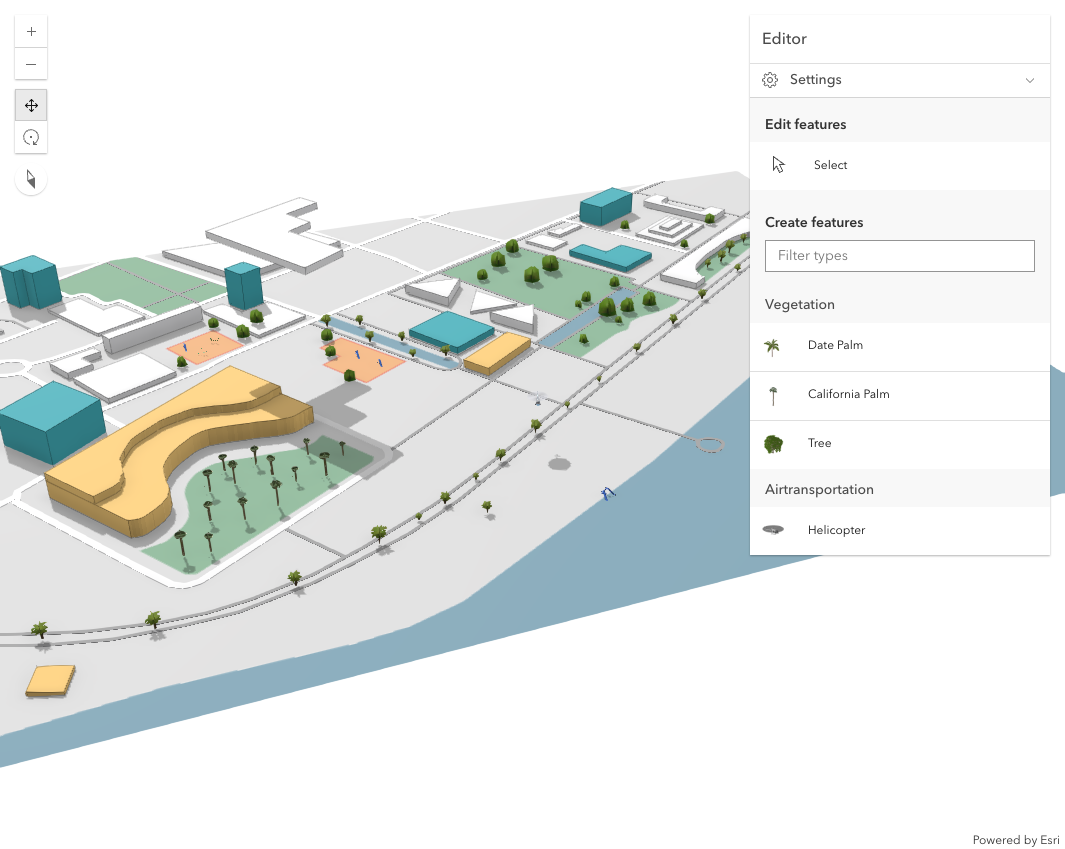 Editor
Settings
Edit features
Select
Create features
Filter types
Vegetation
Date Palm
California Palm
Tree
Airtransportation
Helicopter
Powered by Esri